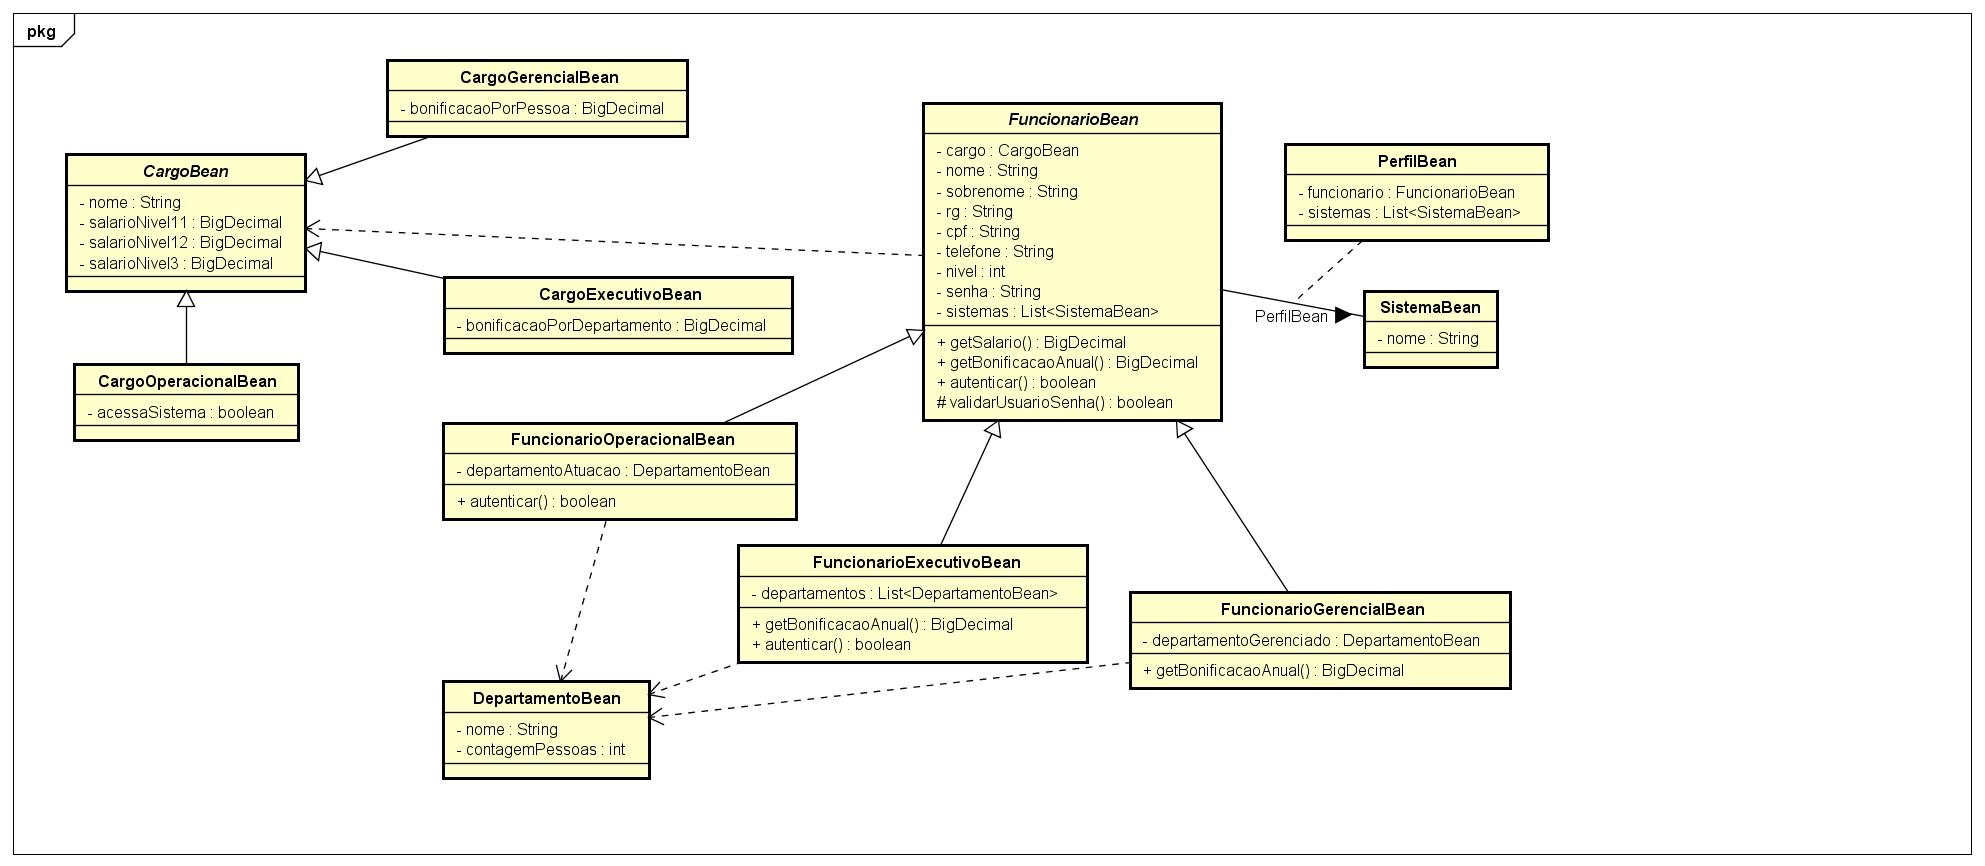 pkg
CargoGerencialBean
- bonificacaoPorPessoa : BigDecimal
CargoBean
- nome : String
- salarioNivel11 : BigDecimal
- salarioNivel12 : BigDecimal
- salarioNivel3 : BigDecimal
CargoExecutivoBean
- bonificacaoPorDepartamento : BigDecimal
CargoOperacionalBean
- acessaSistema : boolean
FuncionarioBean
- cargo : CargoBean
- nome : String
- sobrenome : String
- rg : String
- cpf : String
- telefone : String
- nivel : int
- senha : String
- sistemas : List<SistemaBean>
+ getSalario() : BigDecimal
+ getBonificacaoAnual() : BigDecimal
+ autenticar() : boolean
# validarUsuarioSenha() : boolean
PerfilBean
- funcionario : FuncionarioBean
- sistemas : List<SistemaBean>
PerfilBean
SistemaBean
- nome : String
FuncionarioOperacionalBean
- departamentoAtuacao : DepartamentoBean
+ autenticar() : boolean
FuncionarioExecutivoBean
- departamentos : List<DepartamentoBean>
+ getBonificacaoAnual() : BigDecimal
+ autenticar() : boolean
FuncionarioGerencialBean
- departamentoGerenciado : DepartamentoBean
+ getBonificacaoAnual() : BigDecimal
DepartamentoBean
- nome : String
- contagemPessoas : int